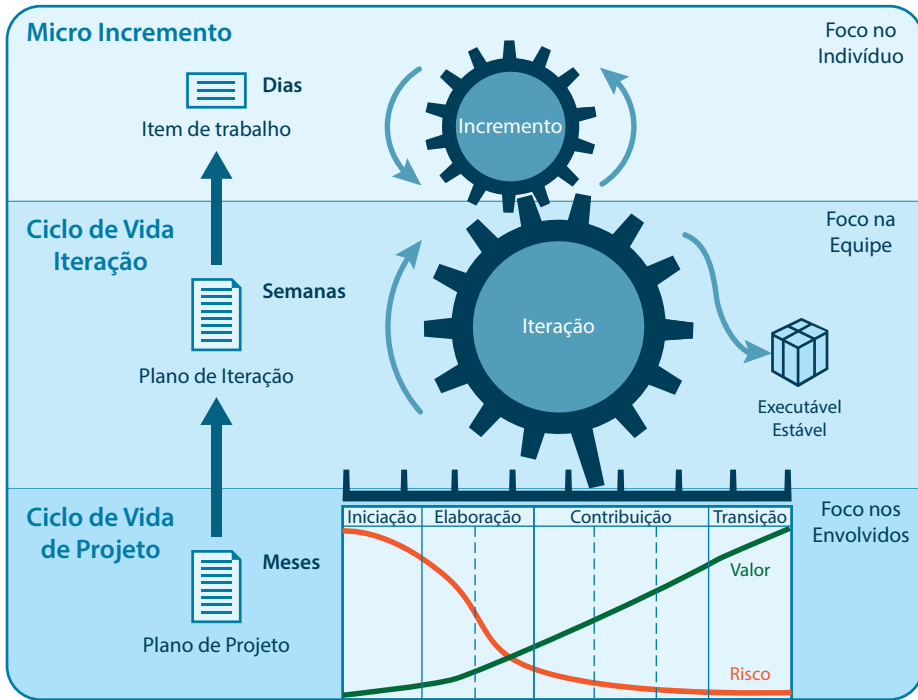 Micro Incremento
Foco no
Indivíduo
Dias
Item de trabalho
Incremento
Ciclo de Vida
Iteração
Foco na
Equipe
Semanas
Plano de Iteração
Iteração
Executável
Estável
Ciclo de Vida
de Projeto
Foco nos
Envolvidos
Meses
Plano de Projeto
Iniciação Elaboração Contribuição Transição
Valor
Risco